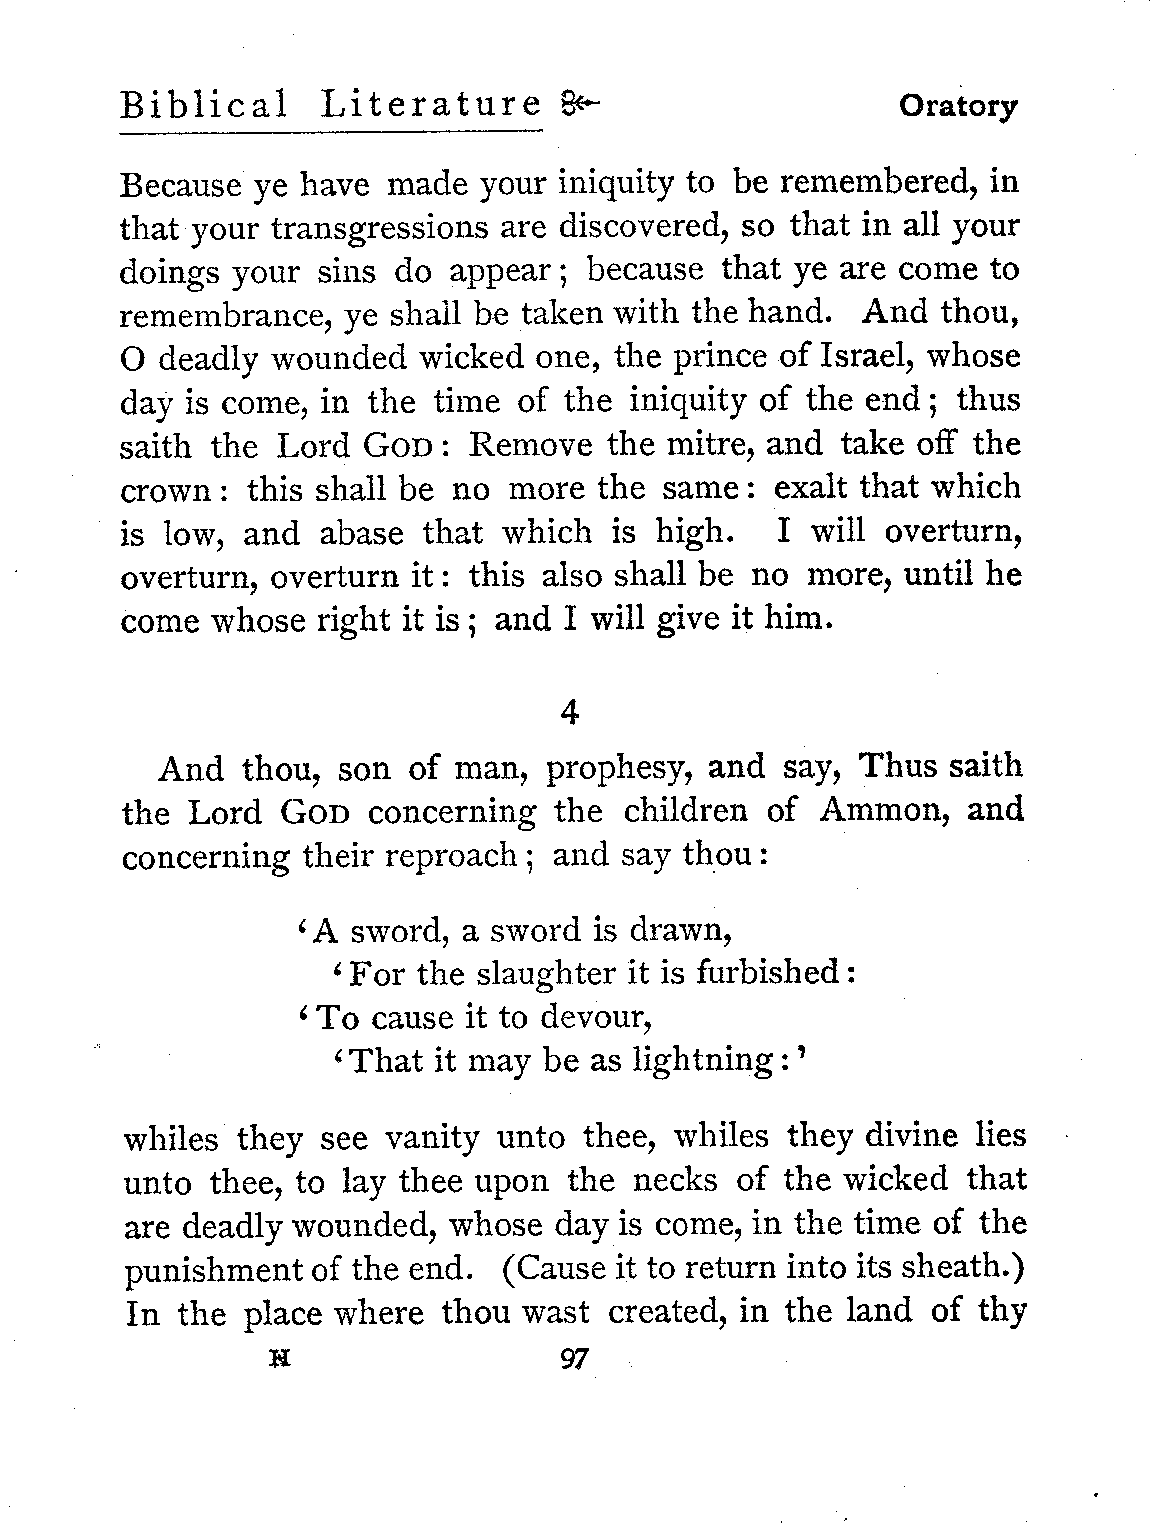 Biblical Literature Oratory
Because ye have made your iniquity to be remembered, in
that your transgressions are discovered, so that in all your
doings your sins do appear; because that ye are come to
remembrance, ye shall be taken with the hand. And thou,
O deadly wounded wicked one, the prince of Israel, whose
day is come, in the time of the iniquity of the end; thus
saith the Lord GOD: Remove the mitre, and take off the
crown: this shall be no more the same: exalt that which
is low, and abase that which is high. I will overturn,
overturn, overturn it: this also shall be no more, until he
come whose right it is; and I will give it him.
4
And thou, son of man, prophesy, and say, Thus saith
the Lord GOD concerning the children of Ammon, and
concerning their reproach; and say thou:
‘A sword, a sword is drawn,
‘For the slaughter it is furbished:
‘To cause it to devour,
‘That it may be as lightning:’
whiles they see vanity unto thee, whiles they divine lies
unto thee, to lay thee upon the necks of the wicked that
are deadly wounded, whose day is come, in the time of the
punishment of the end. (Cause it to return into its sheath.)
In the place where thou wast created, in the land of thy
H 97